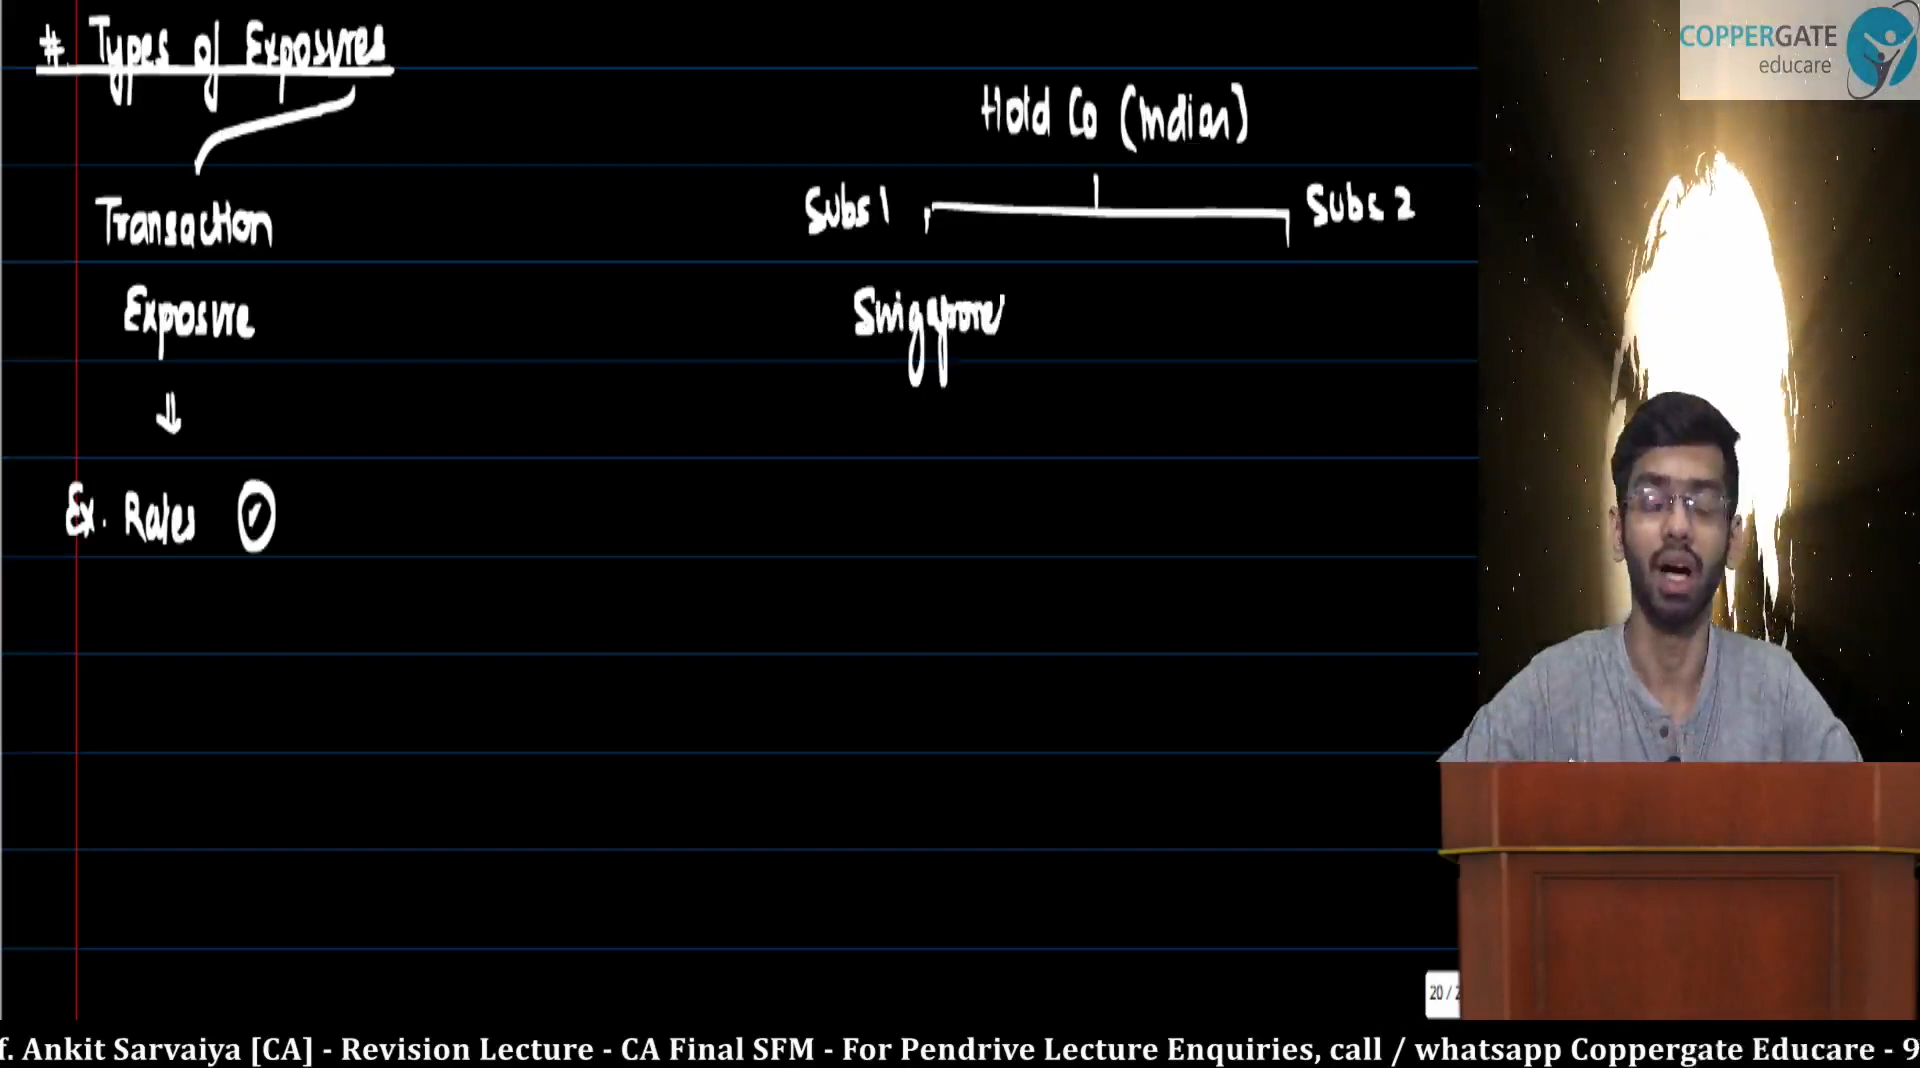 # Types of Exposures
Transaction
Exposure
Ex. Rates
Hold Co (Indian)
Subs 1
Subs 2
Singapore
COPPERGATE
educare
20 / 2
f. Ankit Sarvaiya [CA] - Revision Lecture - CA Final SFM - For Pendrive Lecture Enquiries, call / whatsapp Coppergate Educare - 9